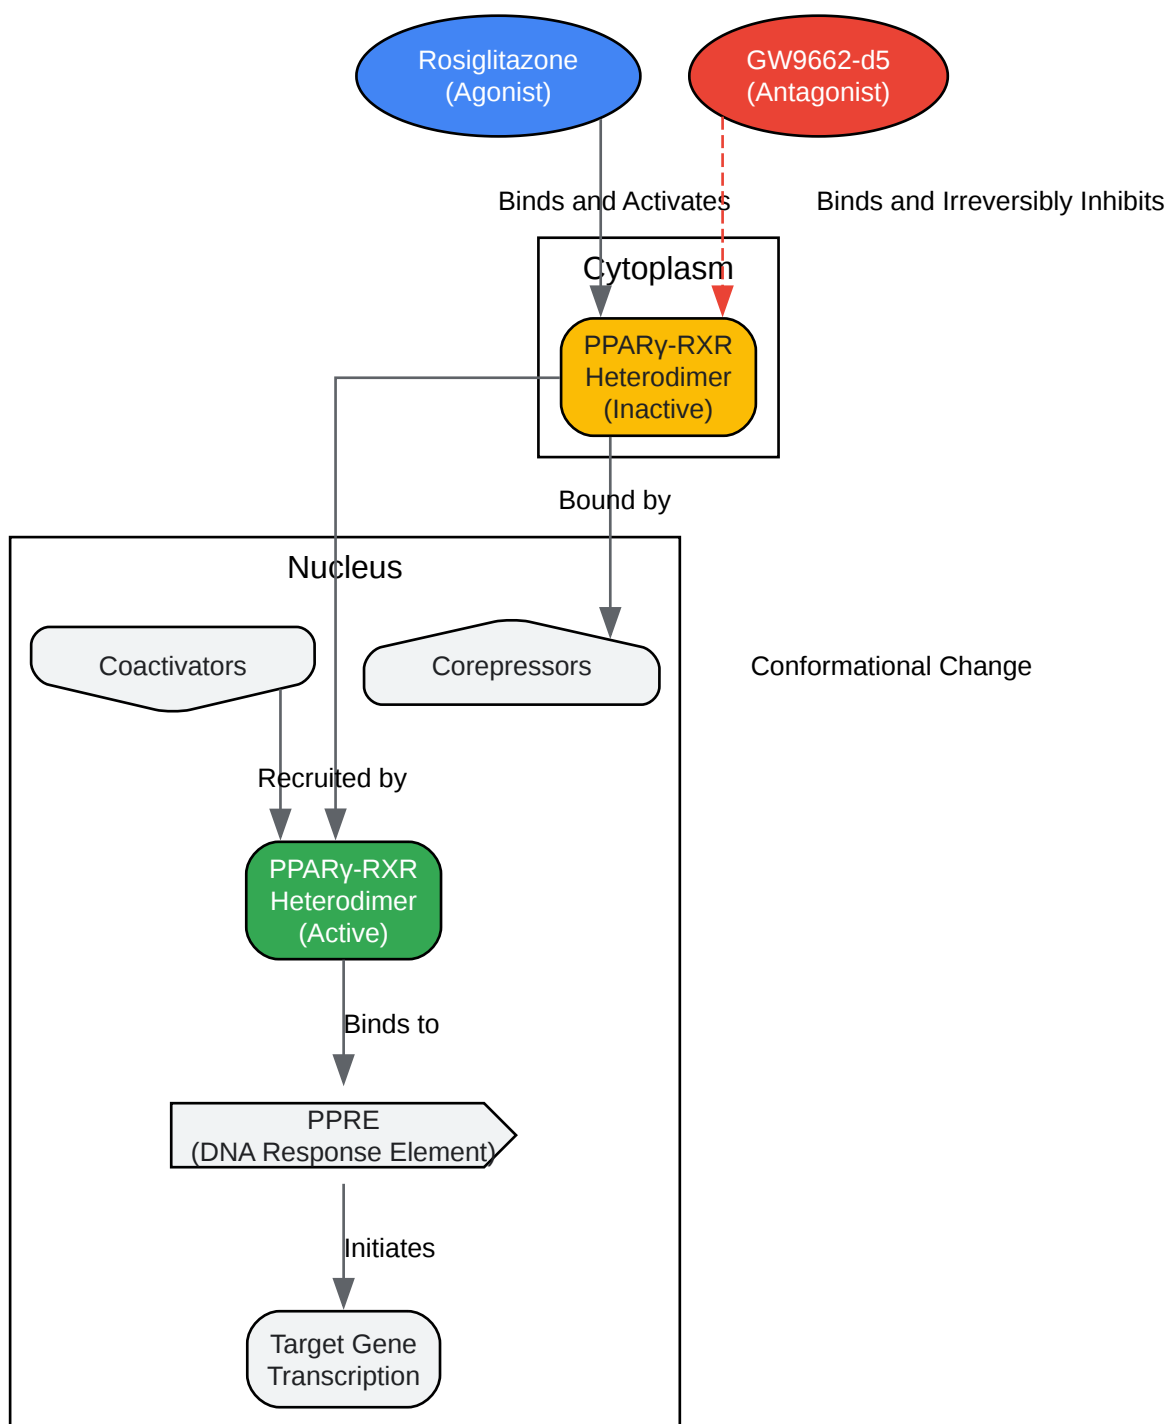 Rosiglitazone
(Agonist)
GW9662-d5
(Antagonist)
Binds and Activates
Binds and Irreversibly Inhibits
Cytoplasm
PPARγ-RXR
Heterodimer
(Inactive)
Bound by
Nucleus
Coactivators
Corepressors
Conformational Change
Recruited by
PPARγ-RXR
Heterodimer
(Active)
Binds to
PPRE
(DNA Response Element)
Initiates
Target Gene
Transcription